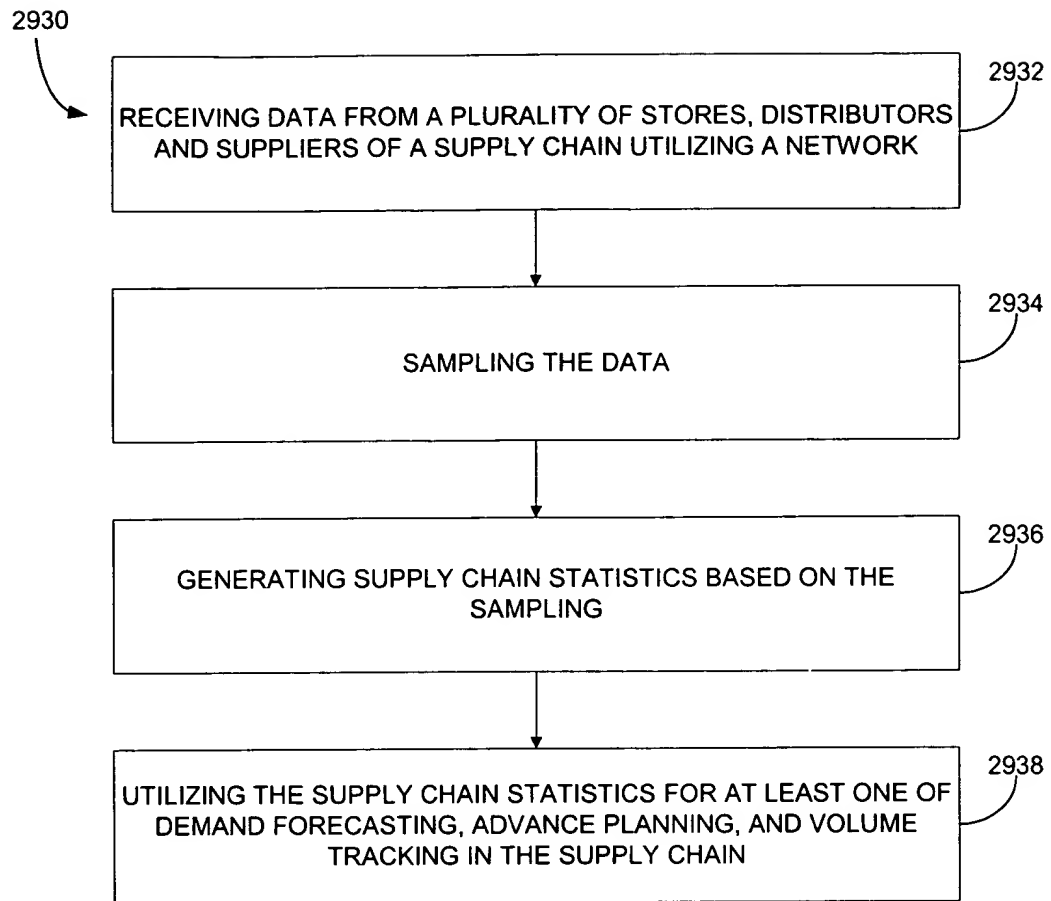 2930
2932
RECEIVING DATA FROM A PLURALITY OF STORES, DISTRIBUTORS
AND SUPPLIERS OF A SUPPLY CHAIN UTILIZING A NETWORK
2934
SAMPLING THE DATA
2936
GENERATING SUPPLY CHAIN STATISTICS BASED ON THE
SAMPLING
2938
UTILIZING THE SUPPLY CHAIN STATISTICS FOR AT LEAST ONE OF
DEMAND FORECASTING, ADVANCE PLANNING, AND VOLUME
TRACKING IN THE SUPPLY CHAIN